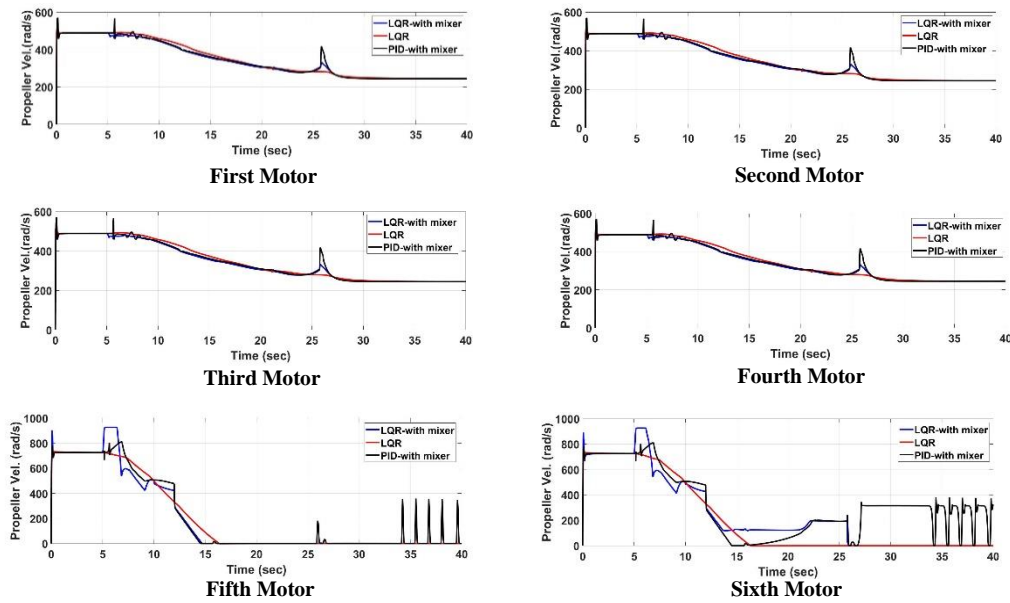 600
400
200
0
Propeller Vel.(rad/s)
LQR-with mixer
LQR
PID-with mixer
0 5 10 15 20 25 30 35 40
Time (sec)
First Motor
600
400
200
0
Propeller Vel.(rad/s)
LQR-with mixer
LQR
PID-with mixer
0 5 10 15 20 25 30 35 40
Time (sec)
Second Motor
600
400
200
0
Propeller Vel.(rad/s)
LQR-with mixer
LQR
PID-with mixer
0 5 10 15 20 25 30 35 40
Time (sec)
Third Motor
600
400
200
0
Propeller Vel.(rad/s)
LQR-with mixer
LQR
PID-with mixer
0 5 10 15 20 25 30 35 40
Time (sec)
Fourth Motor
1000
800
600
400
200
0
Propeller Vel. (rad/s)
LQR-with mixer
LQR
PID-with mixer
0 5 10 15 20 25 30 35 40
Time (sec)
Fifth Motor
1000
800
600
400
200
0
Propeller Vel. (rad/s)
LQR-with mixer
LQR
PID-with mixer
0 5 10 15 20 25 30 35 40
Time (sec)
Sixth Motor